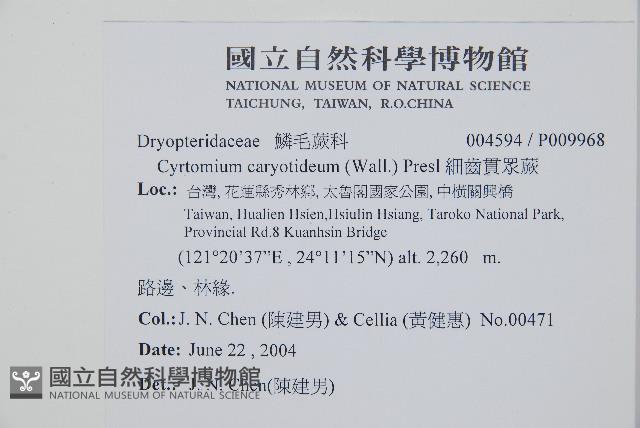 國立自然科學博物館
NATIONAL MUSEUM OF NATURAL SCIENCE
TAICHUNG, TAIWAN, R.O.CHINA
Dryopteridaceae 鱗毛蕨科 004594 / P009968
Cyrtomium caryotideum (Wall.) Presl 細齒貫眾蕨
Loc.: 台灣, 花蓮縣秀林鄉, 太魯閣國家公園, 中橫關興橋
Taiwan, Hualien Hsien,Hsiulin Hsiang, Taroko National Park,
Provincial Rd.8 Kuanhsin Bridge
(121°20'37”E , 24°11'15”N) alt. 2,260 m.
路邊、林緣.
Col.: J. N. Chen (陳建男) & Cellia (黃健惠) No.00471
Date: June 22 , 2004
Det.: J. N. Chen(陳建男)
國立自然科學博物館
NATIONAL MUSEUM OF NATURAL SCIENCE